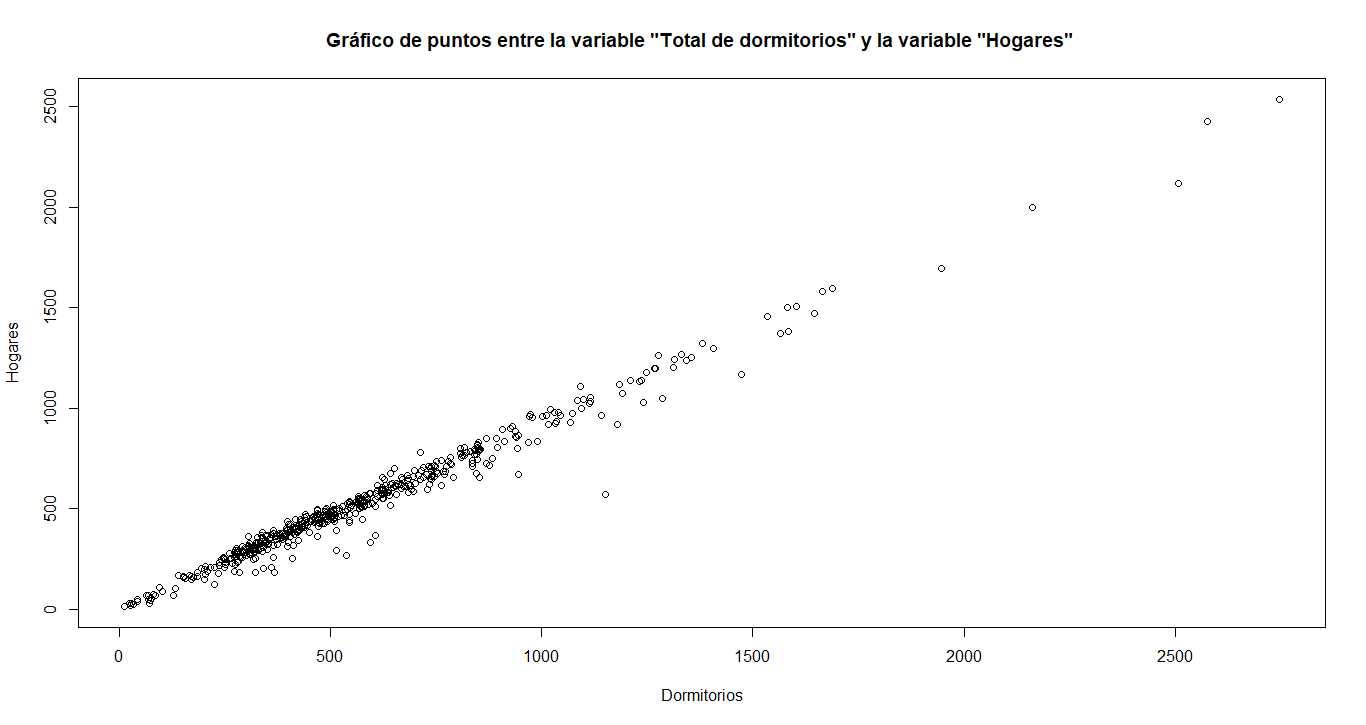 Gráfico de puntos entre la variable "Total de dormitorios" y la variable "Hogares"
2500
2000
1500
1000
500
0
Hogares
0 500 1000 1500 2000 2500
Dormitorios